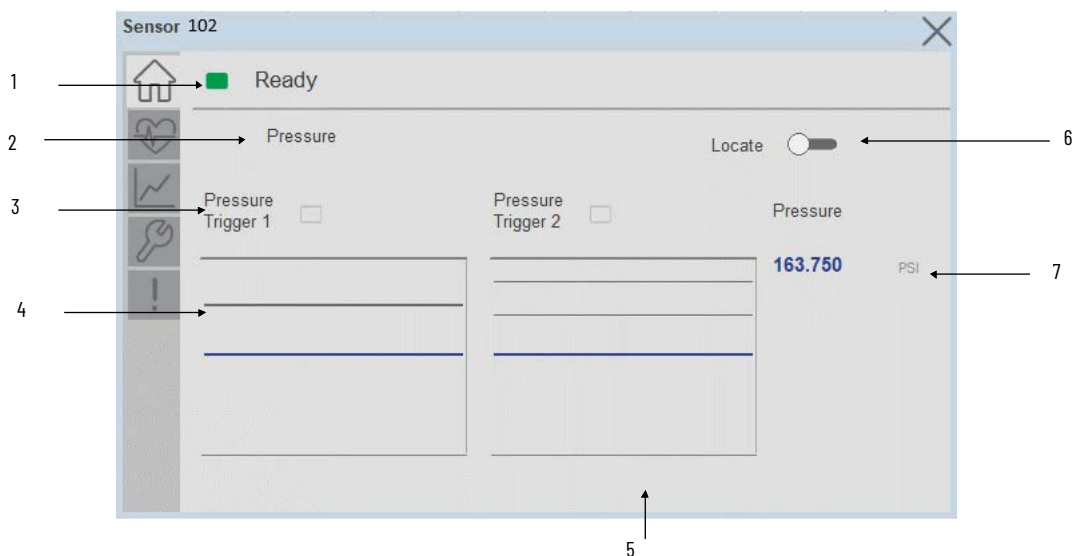 Sensor 102
1
Ready
2
Pressure
Locate
6
3
Pressure
Trigger 1
Pressure
Trigger 2
Pressure
163.750 PSI
7
4
5